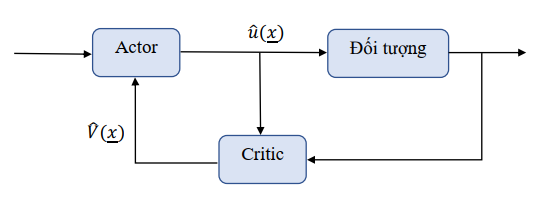 Actor
û(x)
Đối tượng
V̂(x)
Critic